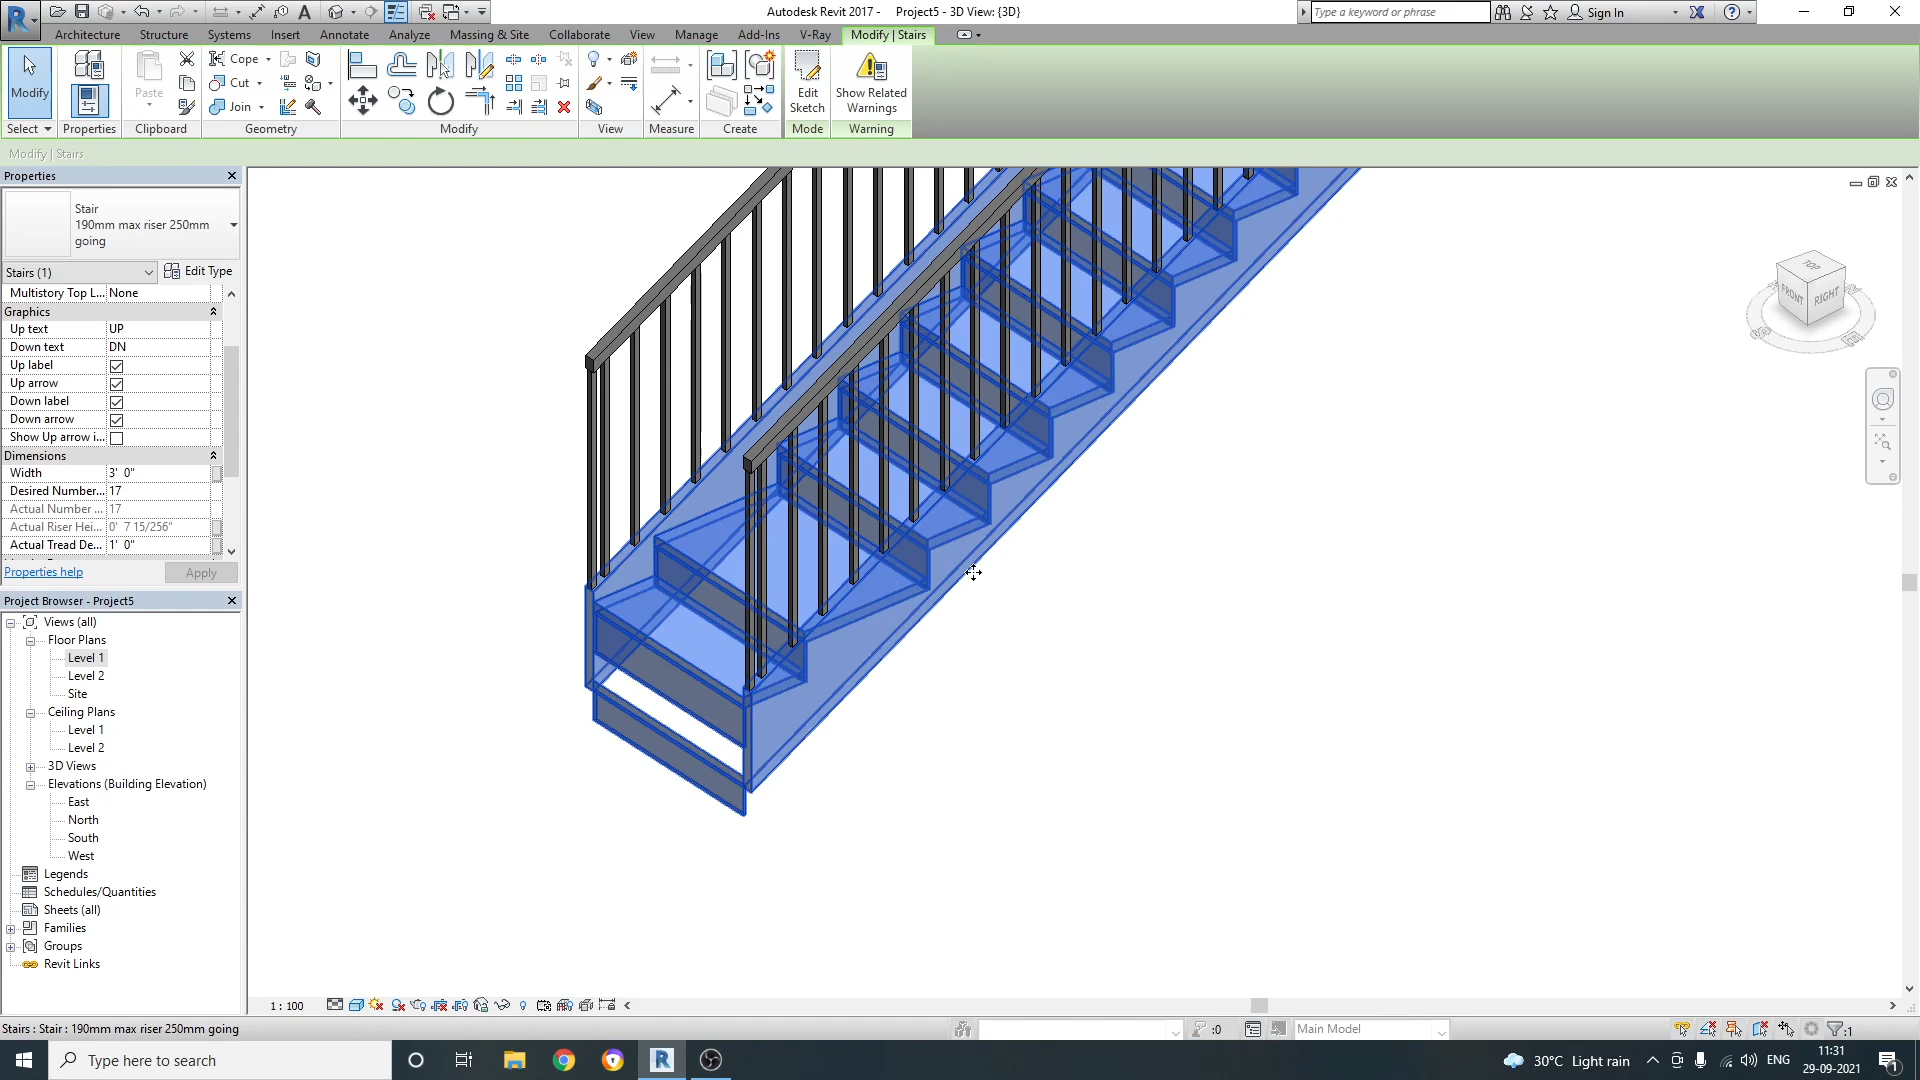 Autodesk Revit 2017 -     Project5 - 3D View: {3D}
Type a keyword or phrase
Sign In
Architecture Structure Systems Insert Annotate Analyze Massing & Site Collaborate View Manage Add-Ins V-Ray Modify | Stairs
Modify
Paste
Cope
Cut
Join
Edit
Sketch
Show Related
Warnings
Select Properties Clipboard Geometry Modify View Measure Create Mode Warning
Modify | Stairs
Properties
Stair
190mm max riser 250mm
going
Stairs (1)
Edit Type
Multistory Top L... None
Graphics
Up text UP
Down text DN
Up label
Up arrow
Down label
Down arrow
Show Up arrow i...
Dimensions
Width 3' 0"
Desired Number... 17
Actual Number ... 17
Actual Riser Hei... 0' 7 15/256"
Actual Tread De... 1' 0"
Properties help
Apply
Project Browser - Project5
Views (all)
Floor Plans
Level 1
Level 2
Site
Ceiling Plans
Level 1
Level 2
3D Views
Elevations (Building Elevation)
East
North
South
West
Legends
Schedules/Quantities
Sheets (all)
Families
Groups
Revit Links
TOP
FRONT
RIGHT
1 : 100
Stairs : Stair : 190mm max riser 250mm going
:0
Main Model
:1
Type here to search
30°C Light rain
ENG
11:31
29-09-2021
1